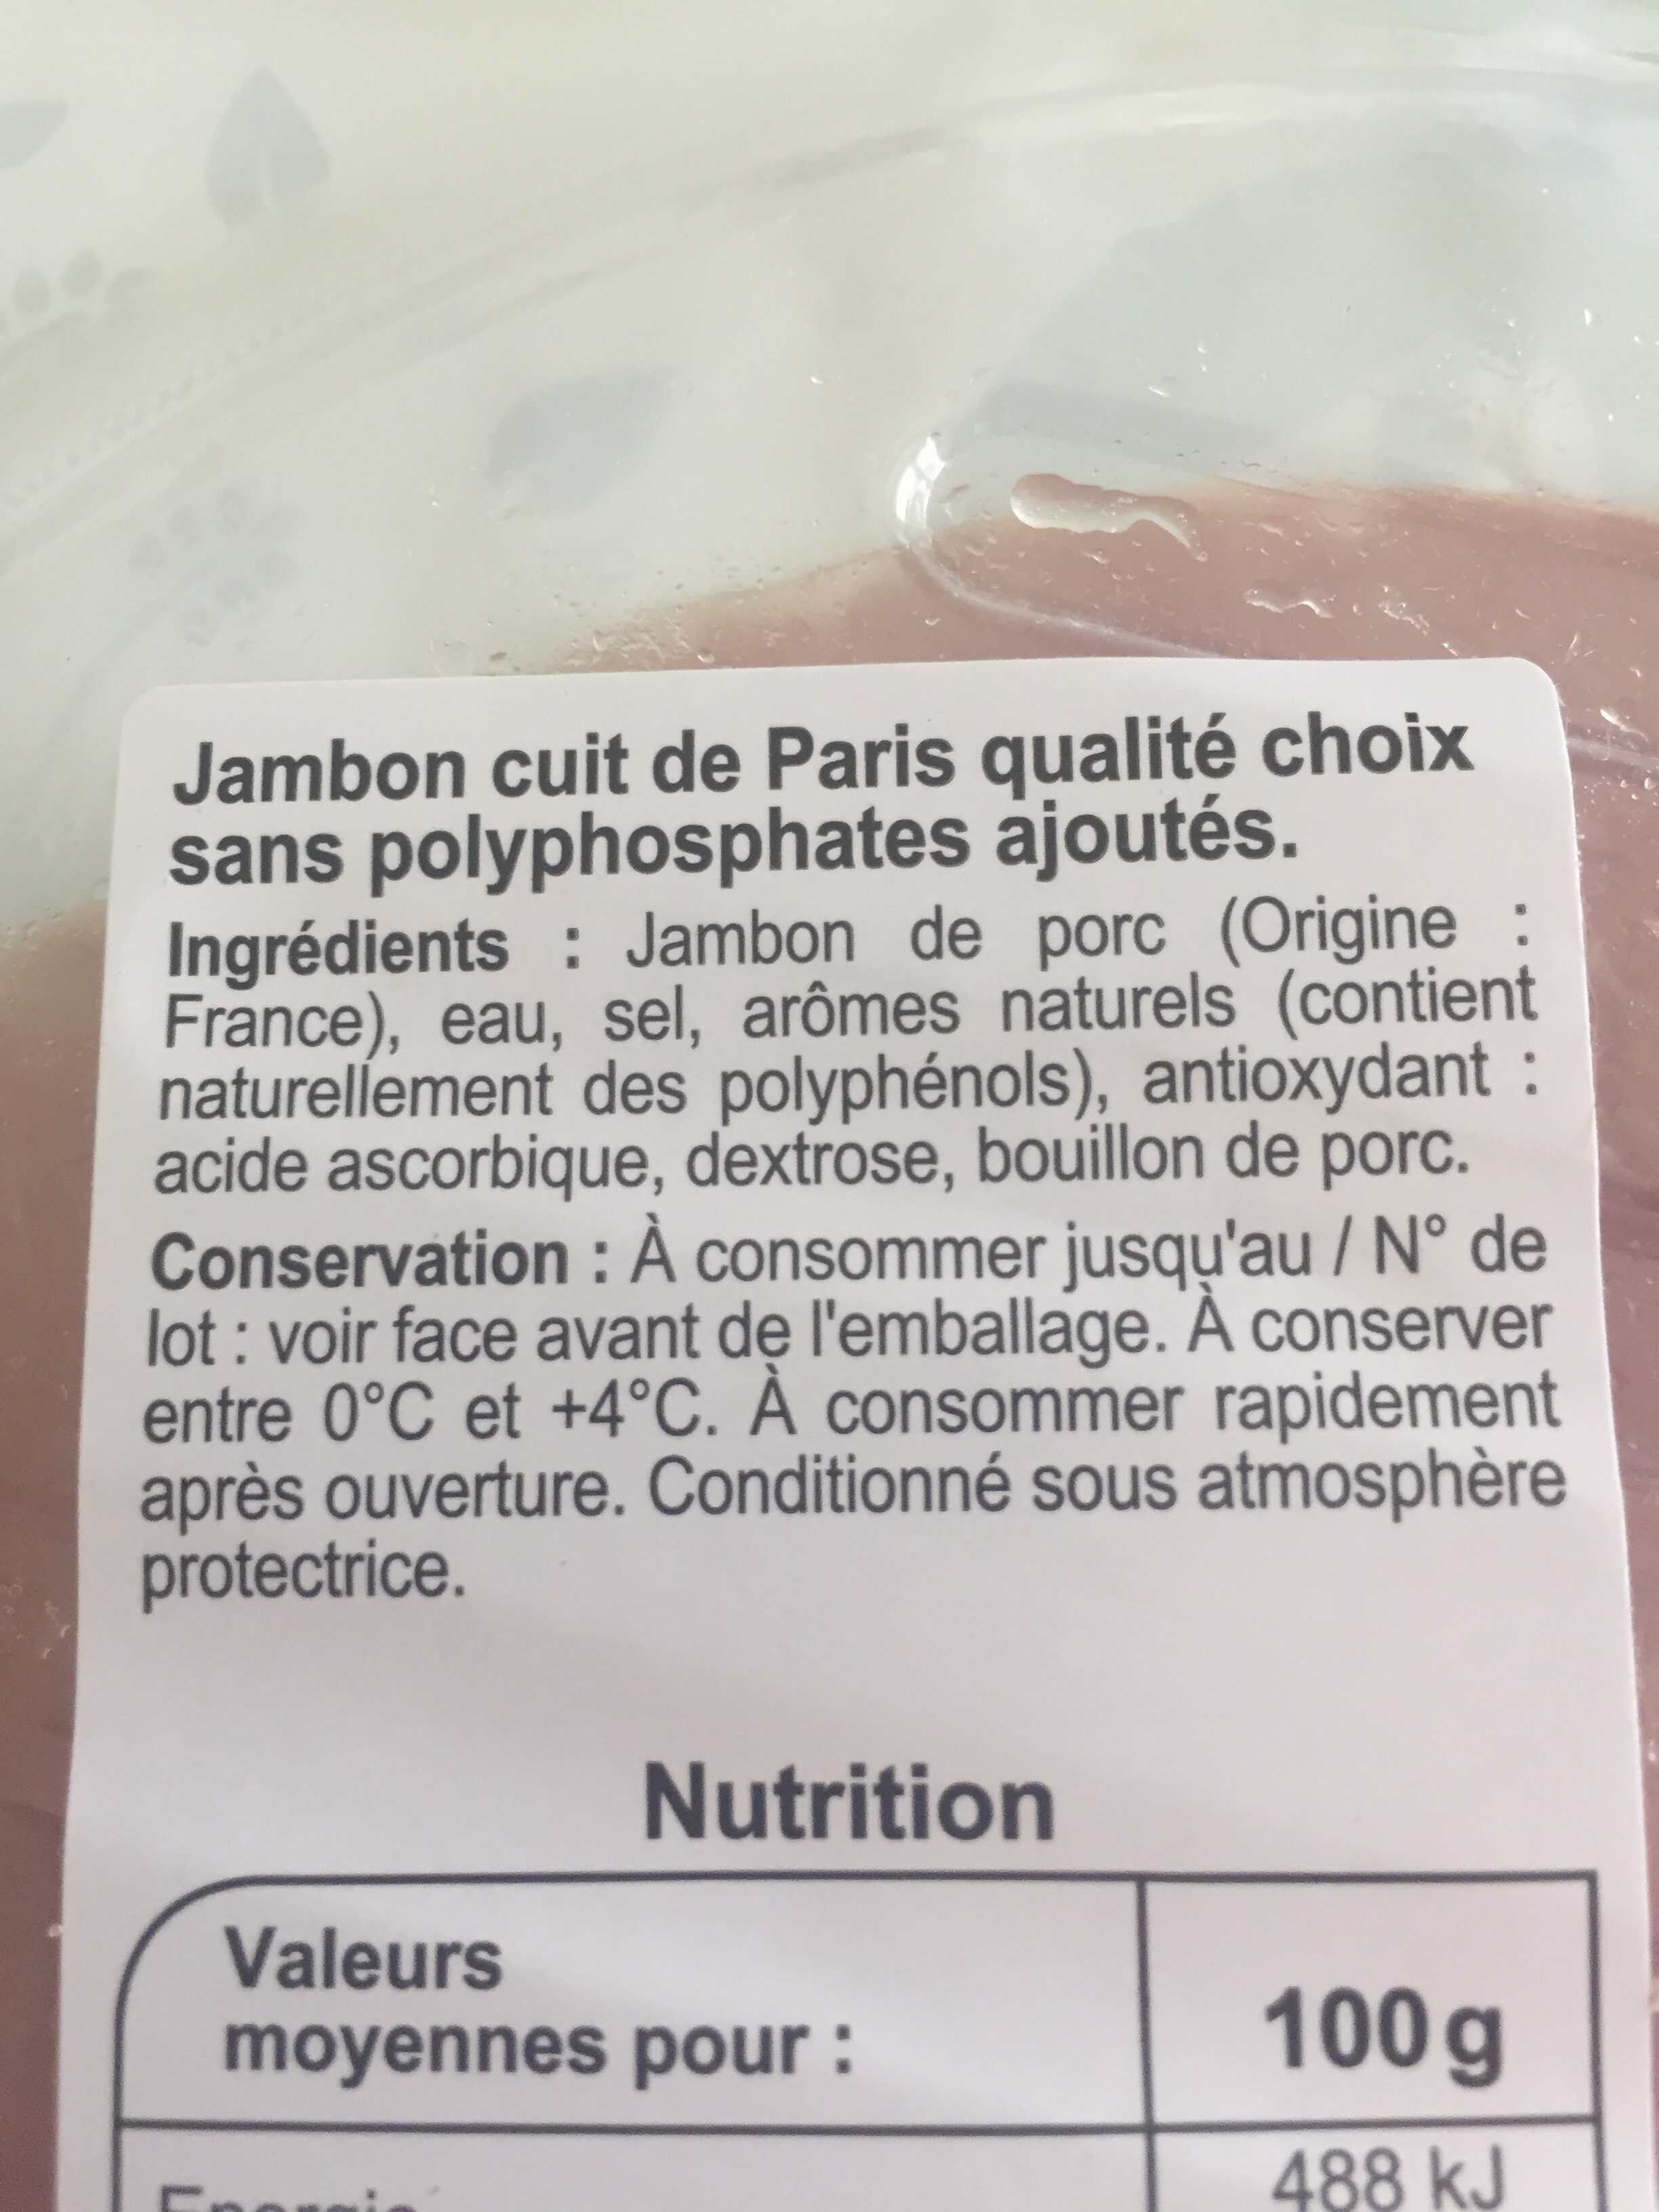 Jambon cuit de Paris qualité choix
sans polyphosphates ajoutés.
Ingrédients : Jambon de porc (Origine :
France), eau, sel, arômes naturels (contient
naturellement des polyphénols), antioxydant :
acide ascorbique, dextrose, bouillon de porc.
Conservation : À consommer jusqu'au / N° de
lot : voir face avant de l'emballage. À conserver
entre 0°C et +4°C. À consommer rapidement
après ouverture. Conditionné sous atmosphère
protectrice.
Nutrition
Valeurs
moyennes pour :
100 g
Energie
488 kJ